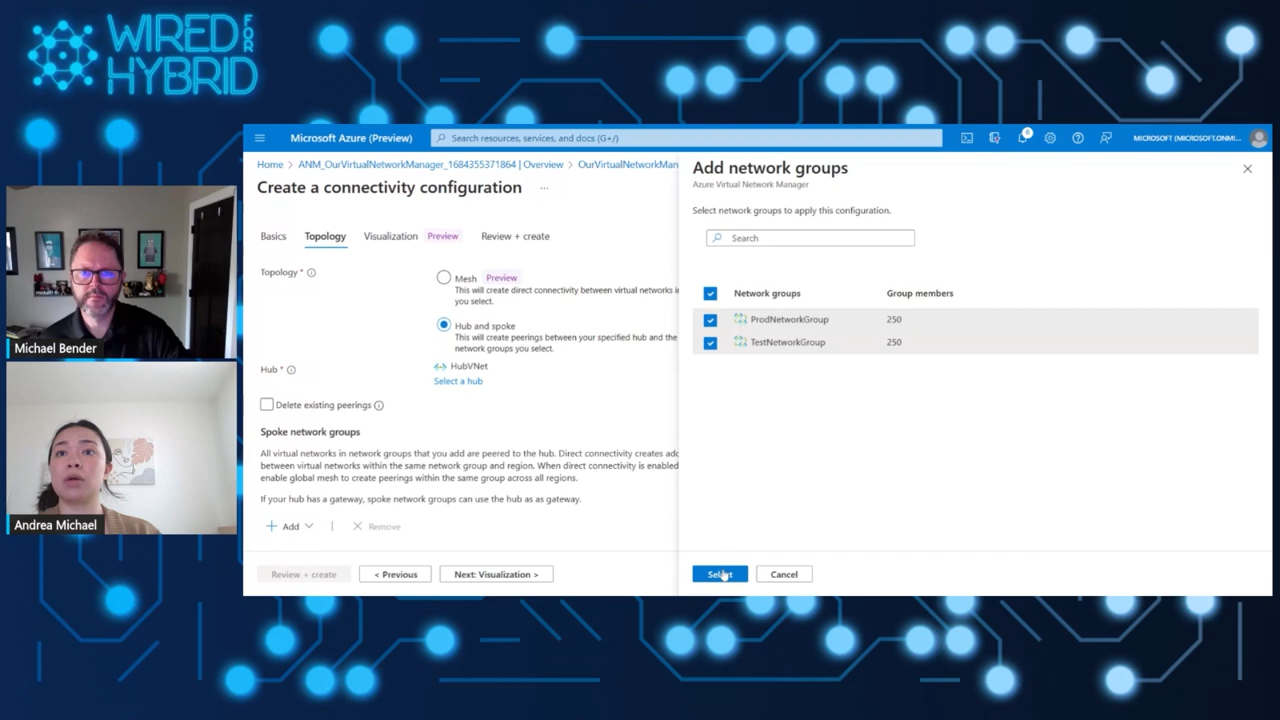 WIRED FOR
HYBRID
Michael Bender
Andrea Michael
Microsoft Azure (Preview)
Search resources, services, and docs (G+/)
6
MICROSOFT (MICROSOFT.ONMI...
Home > ANM_OurVirtualNetworkManager_1684355371864 | Overview > OurVirtualNetworkMan
Create a connectivity configuration ...
Basics
Topology
Visualization Preview
Review + create
Topology *
Mesh Preview
This will create direct connectivity between virtual networks i
you select.
Hub and spoke
This will create peerings between your specified hub and the
network groups you select.
Hub *
HubVNet
Select a hub
Delete existing peerings
Spoke network groups
All virtual networks in network groups that you add are peered to the hub. Direct connectivity creates add
between virtual networks within the same network group and region. When direct connectivity is enabled
enable global mesh to create peerings within the same group across all regions.
If your hub has a gateway, spoke network groups can use the hub as as gateway.
+ Add
Remove
Review + create
< Previous
Next: Visualization >
Add network groups
Azure Virtual Network Manager
Select network groups to apply this configuration.
Search
Network groups Group members
ProdNetworkGroup 250
TestNetworkGroup 250
Select
Cancel